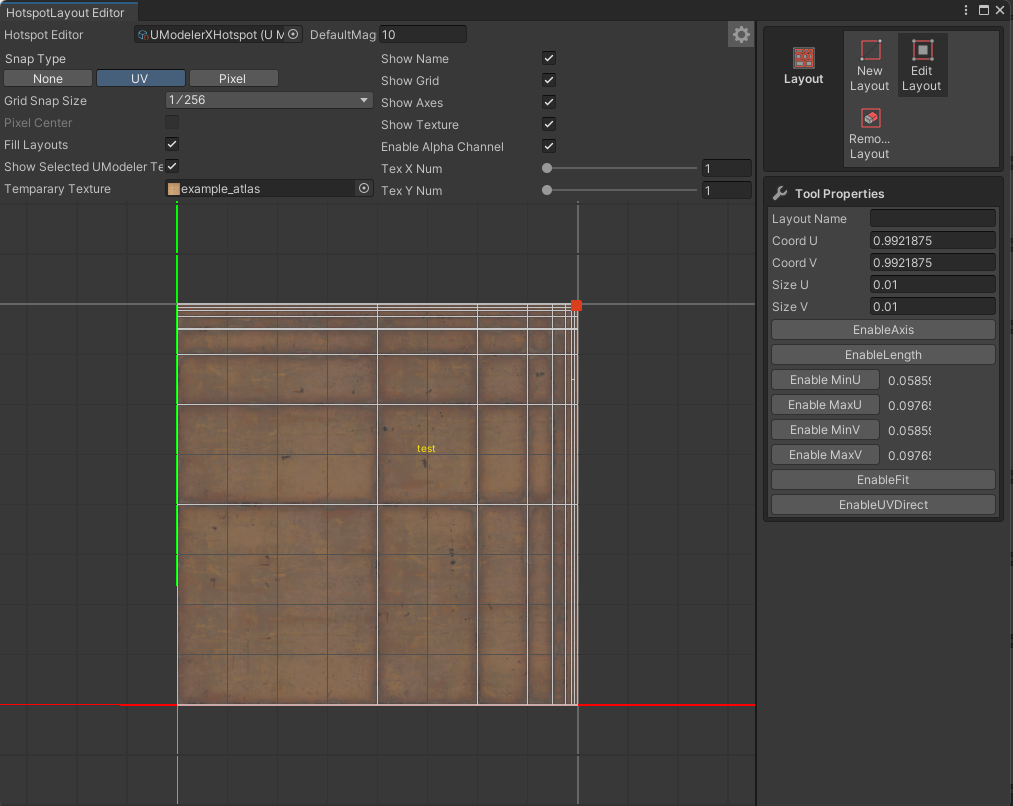 HotspotLayout Editor
Hotspot Editor
UModelerXHotspot (U M
DefaultMag
10
Snap Type
None
UV
Pixel
Grid Snap Size
1/256
Pixel Center
Fill Layouts
Show Selected UModeler Te
Temparary Texture
example_atlas
Show Name
Show Grid
Show Axes
Show Texture
Enable Alpha Channel
Tex X Num
1
Tex Y Num
1
test
Layout
New
Layout
Edit
Layout
Remo...
Layout
Tool Properties
Layout Name
Coord U
0.9921875
Coord V
0.9921875
Size U
0.01
Size V
0.01
EnableAxis
EnableLength
Enable MinU
0.0585
Enable MaxU
0.0976
Enable MinV
0.0585
Enable MaxV
0.0976
EnableFit
EnableUVDirect